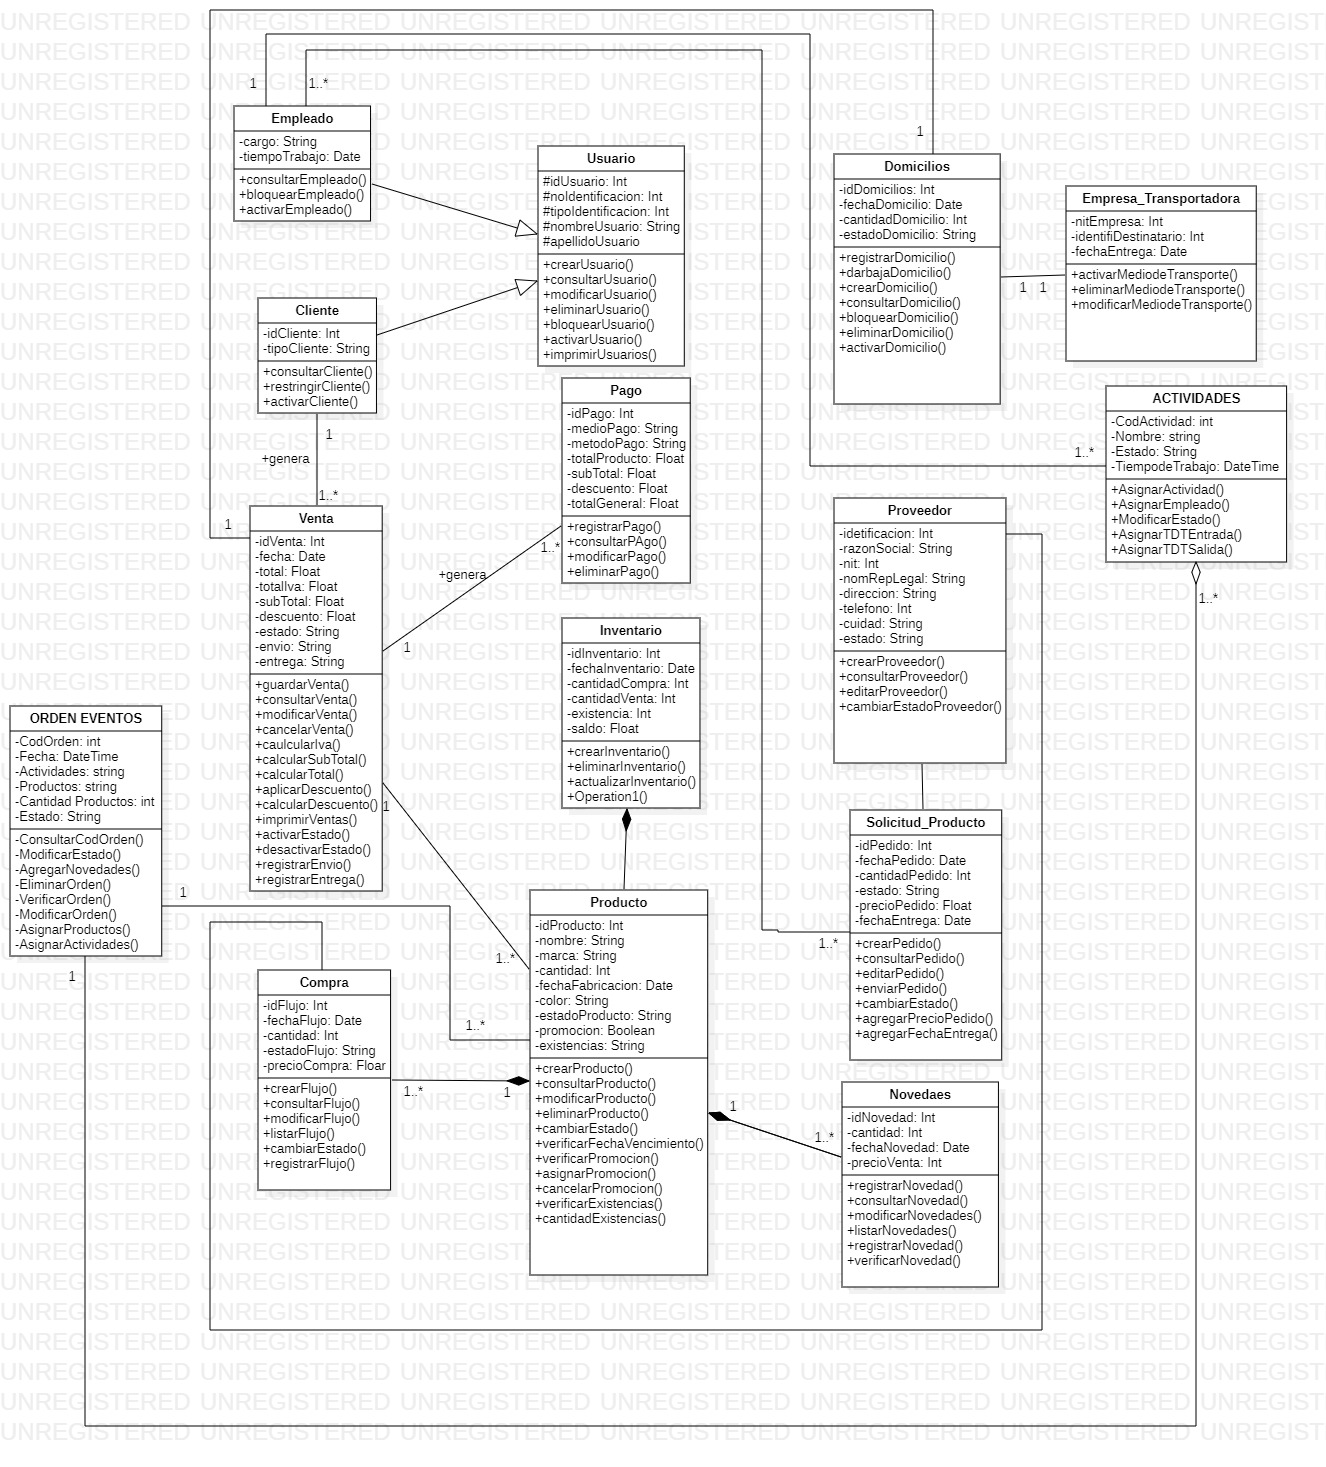 1
1..*
Empleado
-cargo: String
-tiempoTrabajo: Date
+consultarEmpleado()
+bloquearEmpleado()
+activarEmpleado()
Usuario
#idUsuario: Int
#noIdentificacion: Int
#tipoIdentificacion: Int
#nombreUsuario: String
#apellidoUsuario
+crearUsuario()
+consultarUsuario()
+modificarUsuario()
+eliminarUsuario()
+bloquearUsuario()
+activarUsuario()
+imprimirUsuarios()
1
Domicilios
-idDomicilios: Int
-fechaDomicilio: Date
-cantidadDomicilio: Int
-estadoDomicilio: String
+registrarDomicilio()
+darbajaDomicilio()
+crearDomicilio()
+consultarDomicilio()
+bloquearDomicilio()
+eliminarDomicilio()
+activarDomicilio()
1 1
Empresa_Transportadora
-nitEmpresa: Int
-identifiDestinatario: Int
-fechaEntrega: Date
+activarMediodeTransporte()
+eliminarMediodeTransporte()
+modificarMediodeTransporte()
Cliente
-idCliente: Int
-tipoCliente: String
+consultarCliente()
+restringirCliente()
+activarCliente()
1
+genera
1..*
Pago
-idPago: Int
-medioPago: String
-metodoPago: String
-totalProducto: Float
-subTotal: Float
-descuento: Float
-totalGeneral: Float
+registrarPago()
+consultarPAgo()
+modificarPago()
+eliminarPago()
1..*
+genera
1
1..*
ACTIVIDADES
-CodActividad: int
-Nombre: string
-Estado: String
-TiempodeTrabajo: DateTime
+AsignarActividad()
+AsignarEmpleado()
+ModificarEstado()
+AsignarTDTEntrada()
+AsignarTDTSalida()
1..*
1
Venta
-idVenta: Int
-fecha: Date
-total: Float
-totalIva: Float
-subTotal: Float
-descuento: Float
-estado: String
-envio: String
-entrega: String
+guardarVenta()
+consultarVenta()
+modificarVenta()
+cancelarVenta()
+caulcularIva()
+calcularSubTotal()
+calcularTotal()
+aplicarDescuento()
+calcularDescuento()
+imprimirVentas()
+activarEstado()
+desactivarEstado()
+registrarEnvio()
+registrarEntrega()
1
1..*
Proveedor
-idetificacion: Int
-razonSocial: String
-nit: Int
-nomRepLegal: String
-direccion: String
-telefono: Int
-cuidad: String
-estado: String
+crearProveedor()
+consultarProveedor()
+editarProveedor()
+cambiarEstadoProveedor()
Inventario
-idInventario: Int
-fechaInventario: Date
-cantidadCompra: Int
-cantidadVenta: Int
-existencia: Int
-saldo: Float
+crearInventario()
+eliminarInventario()
+actualizarInventario()
+Operation1()
ORDEN EVENTOS
-CodOrden: int
-Fecha: DateTime
-Actividades: string
-Productos: string
-Cantidad Productos: int
-Estado: String
-ConsultarCodOrden()
-ModificarEstado()
-AgregarNovedades()
-EliminarOrden()
-VerificarOrden()
-ModificarOrden()
-AsignarProductos()
-AsignarActividades()
1
1
1..*
Solicitud_Producto
-idPedido: Int
-fechaPedido: Date
-cantidadPedido: Int
-estado: String
-precioPedido: Float
-fechaEntrega: Date
+crearPedido()
+consultarPedido()
+editarPedido()
+enviarPedido()
+cambiarEstado()
+agregarPrecioPedido()
+agregarFechaEntrega()
1..*
Producto
-idProducto: Int
-nombre: String
-marca: String
-cantidad: Int
-fechaFabricacion: Date
-color: String
-estadoProducto: String
-promocion: Boolean
-existencias: String
+crearProducto()
+consultarProducto()
+modificarProducto()
+eliminarProducto()
+cambiarEstado()
+verificarFechaVencimiento()
+verificarPromocion()
+asignarPromocion()
+cancelarPromocion()
+verificarExistencias()
+cantidadExistencias()
Compra
-idFlujo: Int
-fechaFlujo: Date
-cantidad: Int
-estadoFlujo: String
-precioCompra: Floar
+crearFlujo()
+consultarFlujo()
+modificarFlujo()
+listarFlujo()
+cambiarEstado()
+registrarFlujo()
1..*
1
1
1..*
Novedaes
-idNovedad: Int
-cantidad: Int
-fechaNovedad: Date
-precioVenta: Int
+registrarNovedad()
+consultarNovedad()
+modificarNovedades()
+listarNovedades()
+registrarNovedad()
+verificarNovedad()